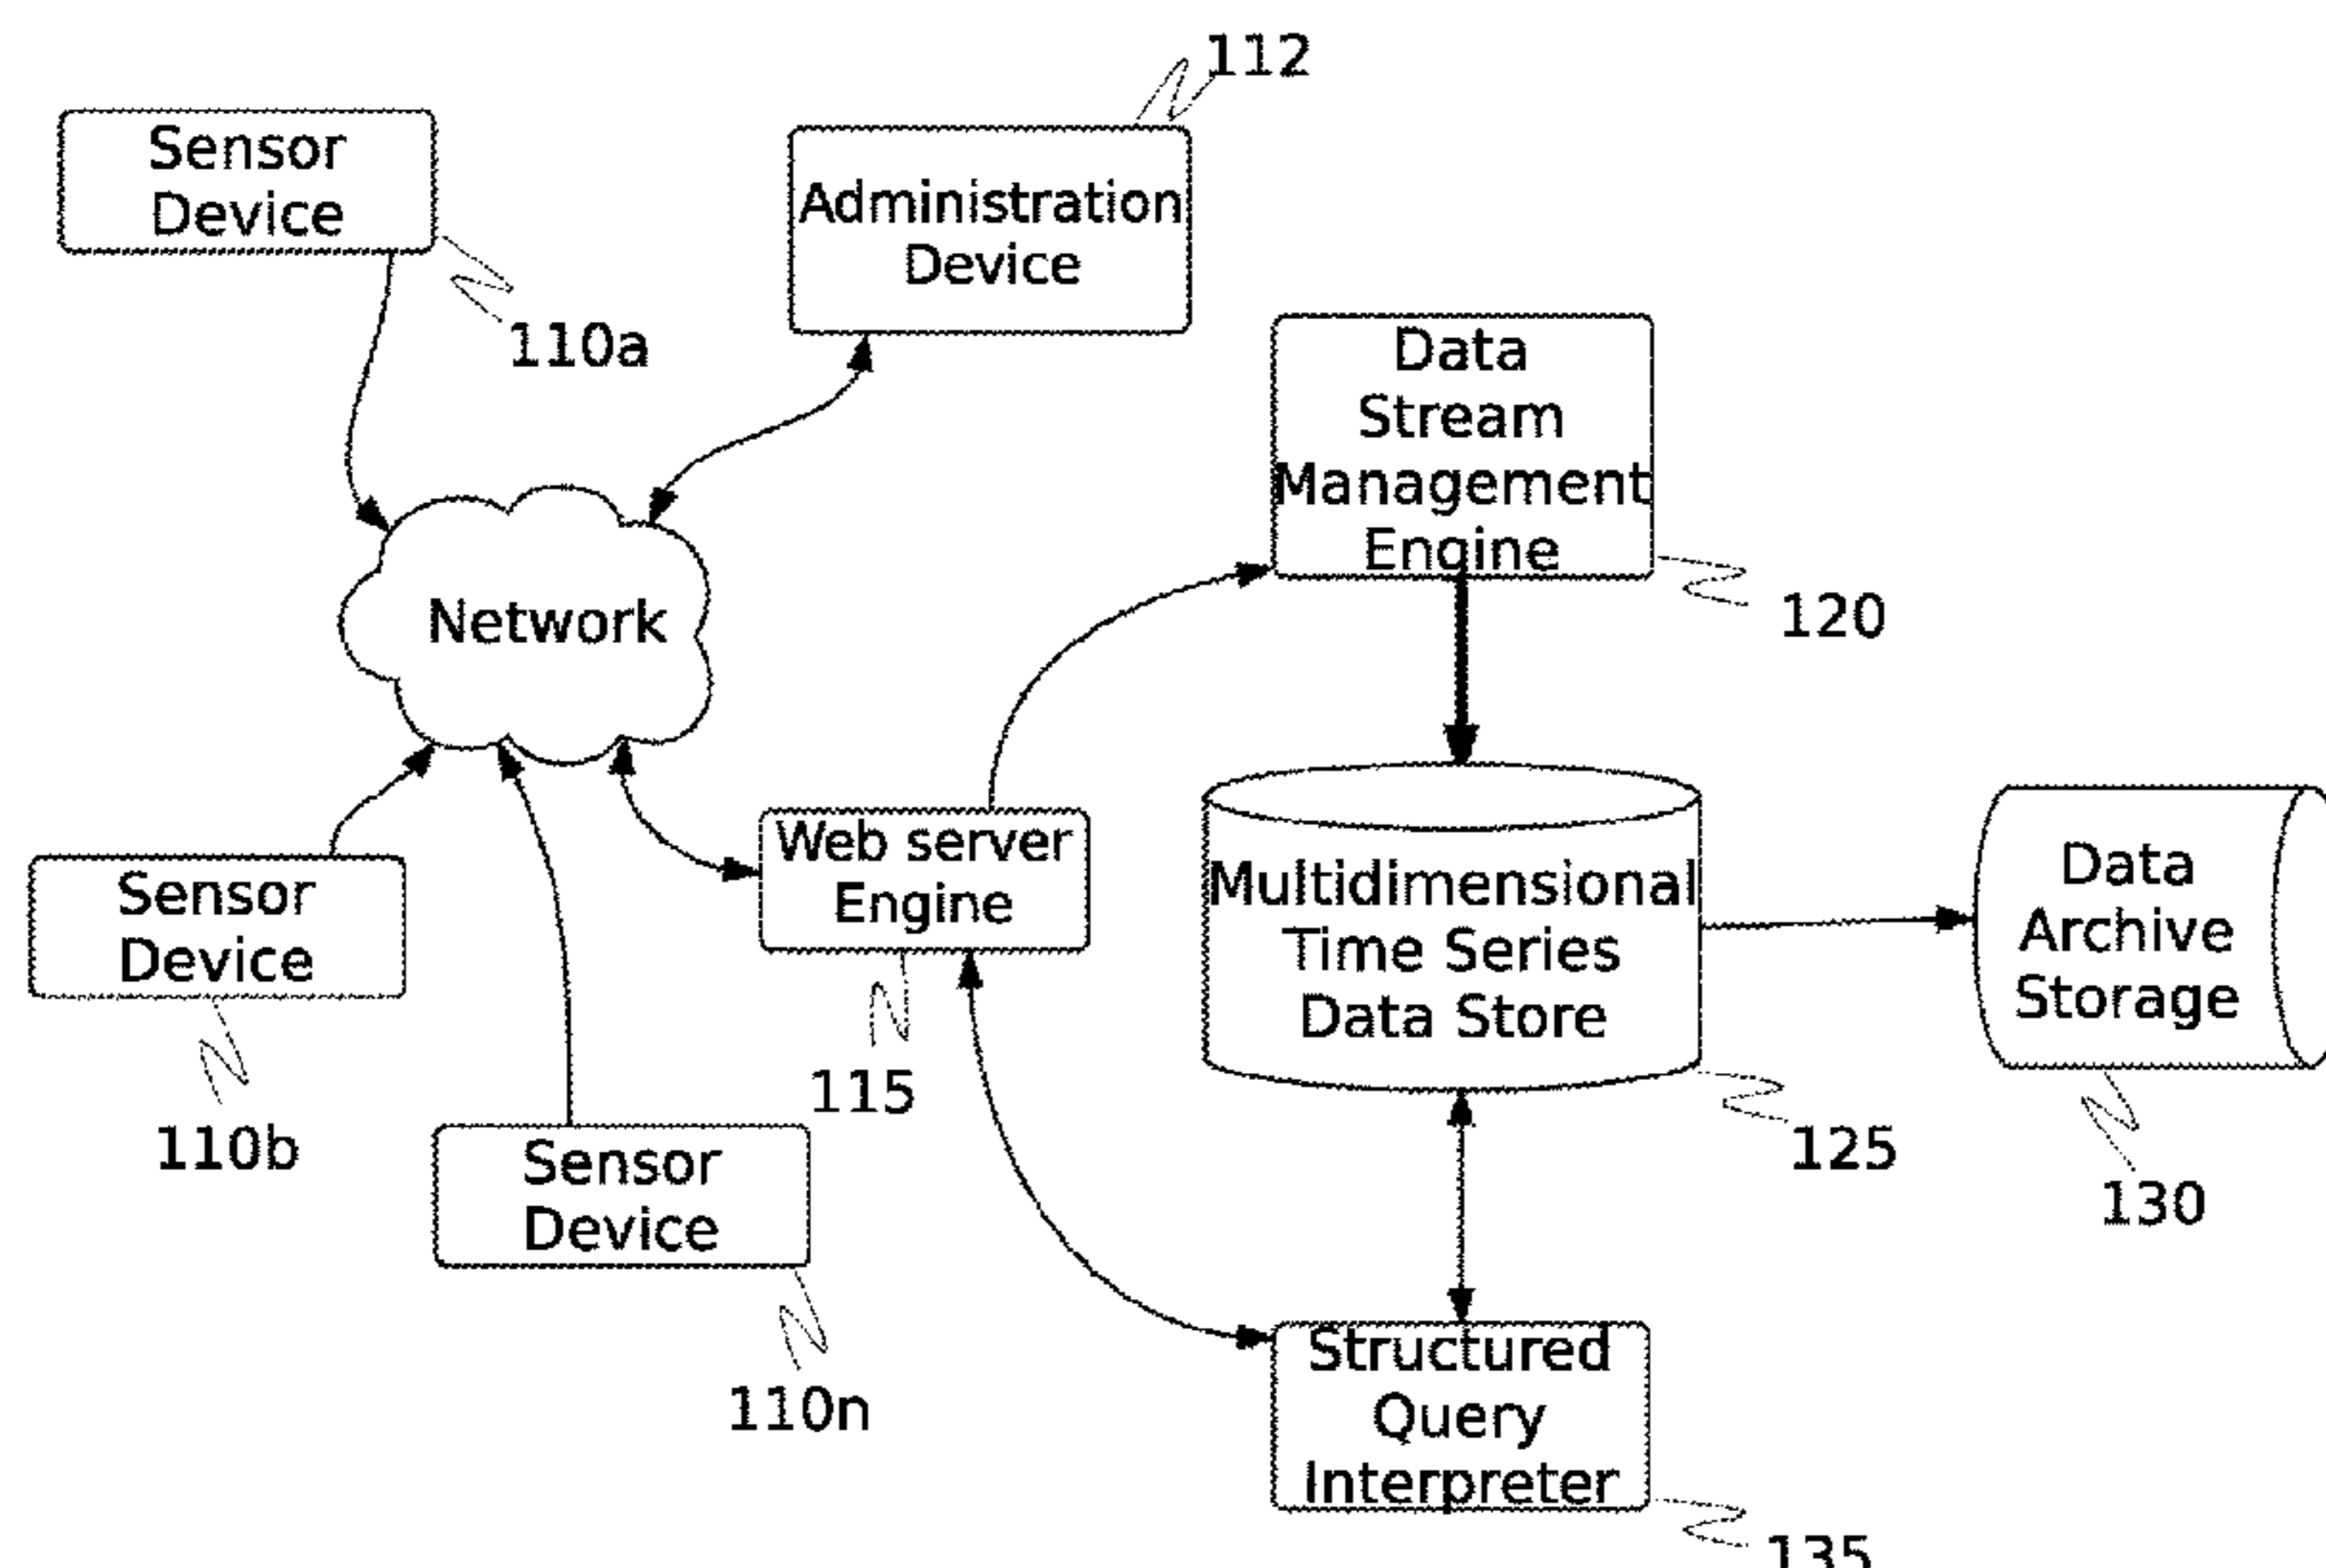 112
Sensor
Device
110a
Administration
Device
Data
Stream
Management
Engine
120
Network
Web server
Engine
115
Multidimensional
Time Series
Data Store
125
Data
Archive
Storage
130
Sensor
Device
110b
Sensor
Device
110n
Structured
Query
Interpreter
135